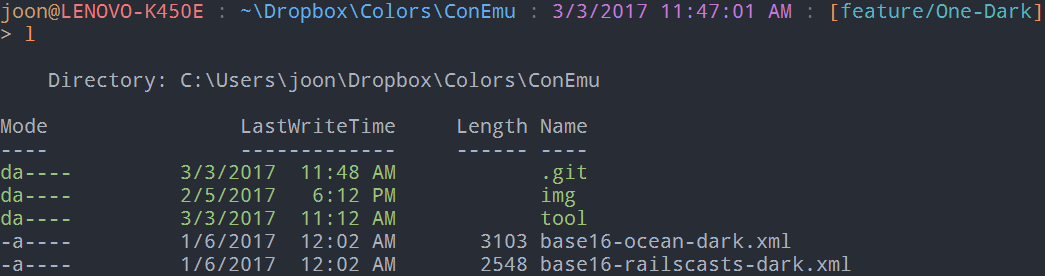 joon@LENOVO-K450E : ~\Dropbox\Colors\ConEmu : 3/3/2017 11:47:01 AM : [feature/One-Dark]
> l
Directory: C:\Users\joon\Dropbox\Colors\ConEmu
Mode LastWriteTime Length Name
---- ------------- ------ ----
da---- 3/3/2017 11:48 AM .git
da---- 2/5/2017 6:12 PM img
da---- 3/3/2017 11:12 AM tool
-a---- 1/6/2017 12:02 AM 3103 base16-ocean-dark.xml
-a---- 1/6/2017 12:02 AM 2548 base16-railscasts-dark.xml